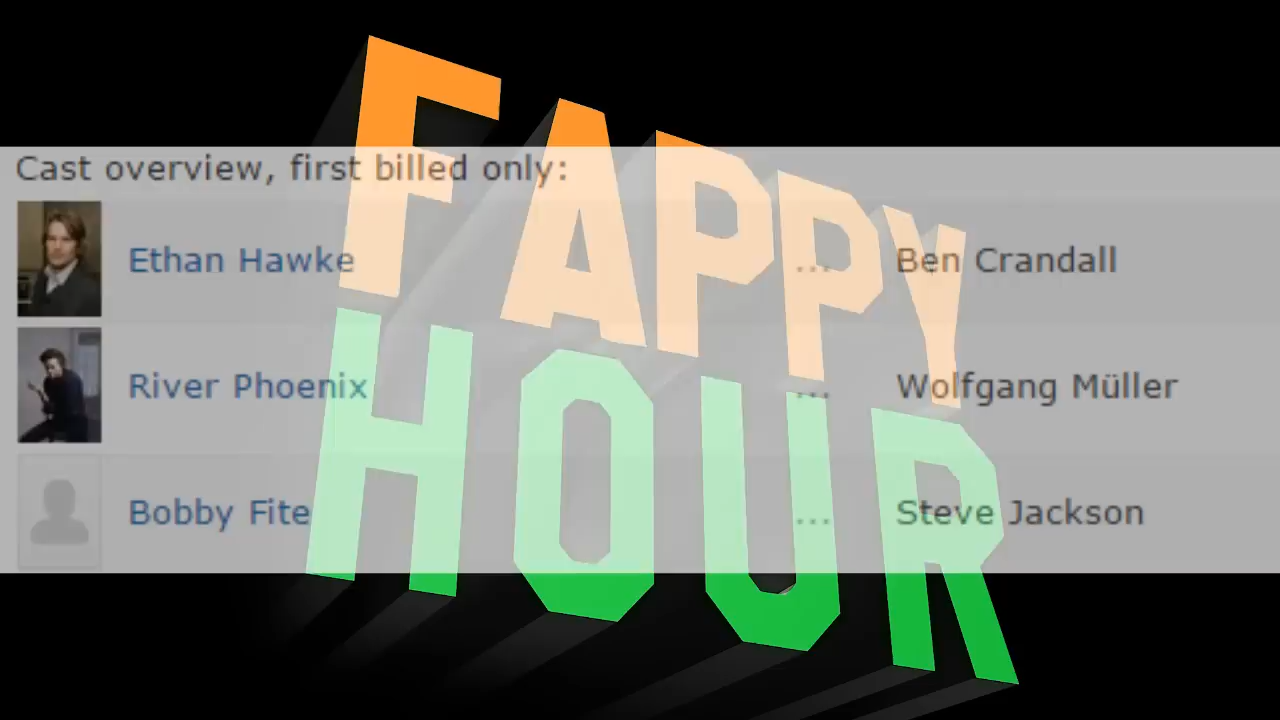 FAPPY
HOUR
Cast overview, first billed only:
Ethan Hawke ... Ben Crandall
River Phoenix ... Wolfgang Müller
Bobby Fite ... Steve Jackson